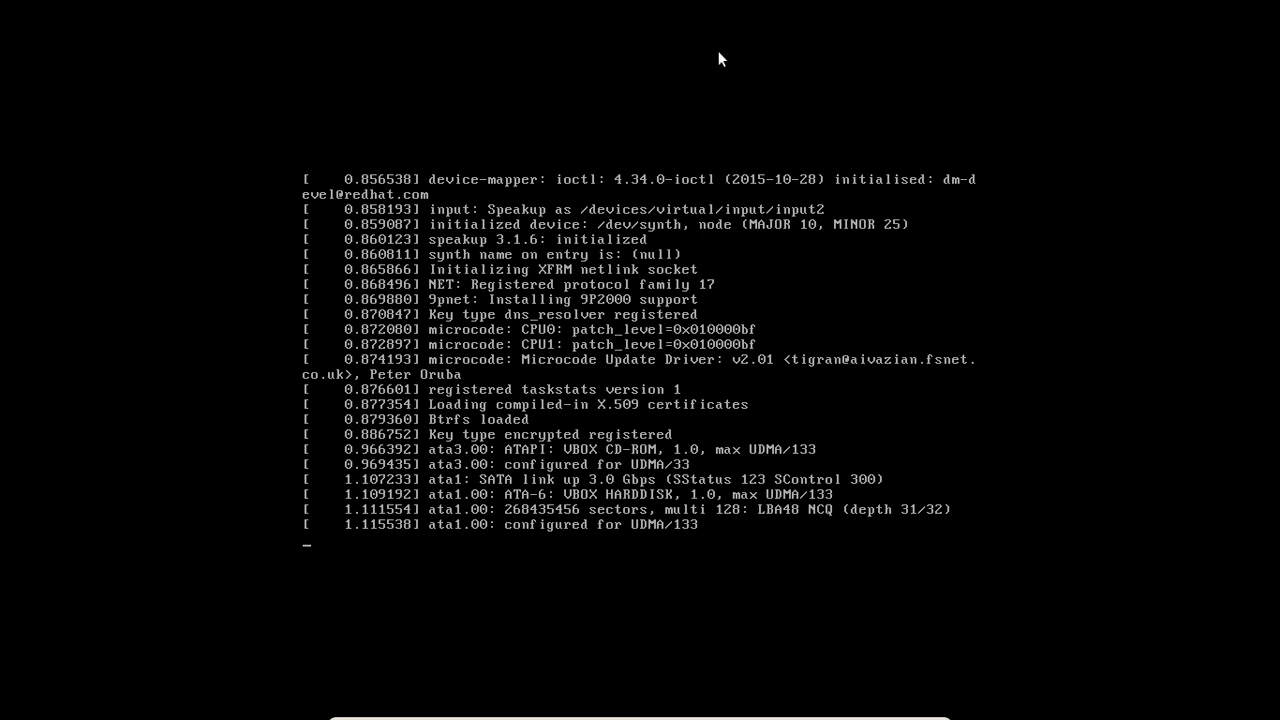 [    0.856538] device-mapper: ioctl: 4.34.0-ioctl (2015-10-28) initialised: dm-d
evel@redhat.com
[    0.858193] input: Speakup as /devices/virtual/input/input2
[    0.859087] initialized device: /dev/synth, node (MAJOR 10, MINOR 25)
[    0.860123] speakup 3.1.6: initialized
[    0.860811] synth name on entry is: (null)
[    0.865866] Initializing XFRM netlink socket
[    0.868496] NET: Registered protocol family 17
[    0.869880] 9pnet: Installing 9P2000 support
[    0.870847] Key type dns_resolver registered
[    0.872080] microcode: CPU0: patch_level=0x010000bf
[    0.872897] microcode: CPU1: patch_level=0x010000bf
[    0.874193] microcode: Microcode Update Driver: v2.01 <tigran@aivazian.fsnet.
co.uk>, Peter Oruba
[    0.876601] registered taskstats version 1
[    0.877354] Loading compiled-in X.509 certificates
[    0.879360] Btrfs loaded
[    0.886752] Key type encrypted registered
[    0.966392] ata3.00: ATAPI: VBOX CD-ROM, 1.0, max UDMA/133
[    0.969435] ata3.00: configured for UDMA/33
[    1.107233] ata1: SATA link up 3.0 Gbps (SStatus 123 SControl 300)
[    1.109192] ata1.00: ATA-6: VBOX HARDDISK, 1.0, max UDMA/133
[    1.111554] ata1.00: 268435456 sectors, multi 128: LBA48 NCQ (depth 31/32)
[    1.115538] ata1.00: configured for UDMA/133